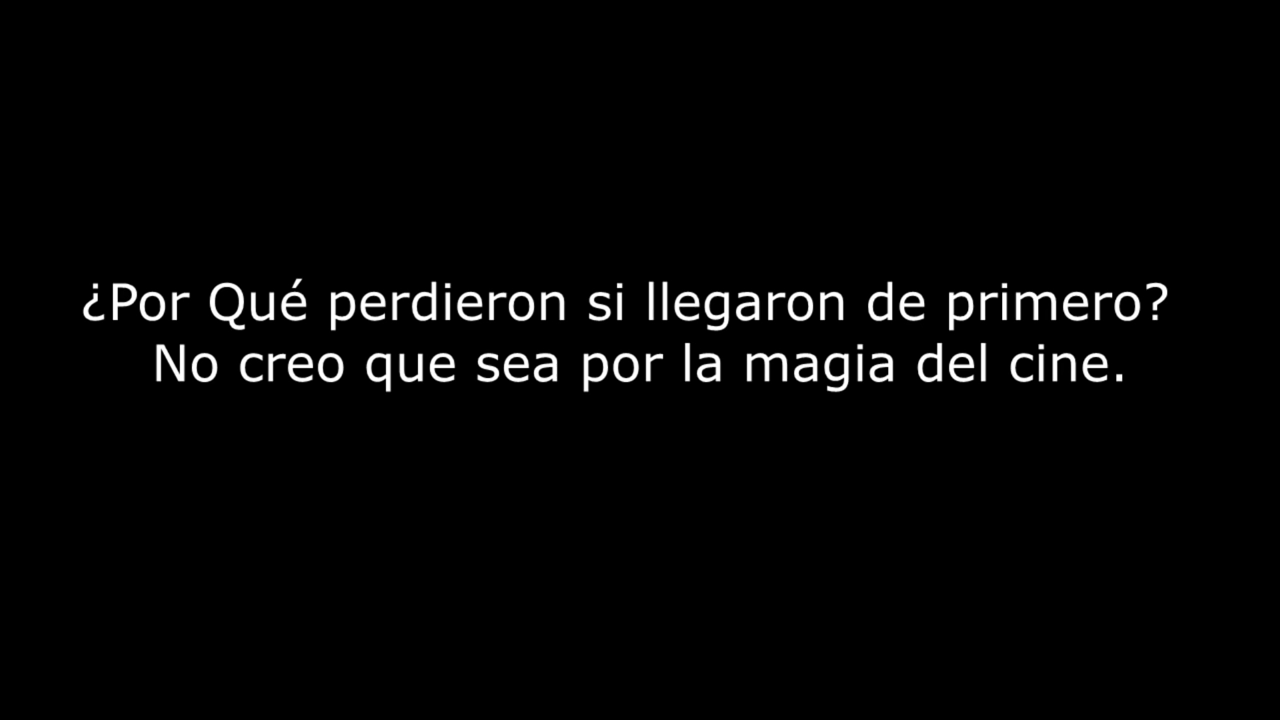 ¿Por Qué perdieron si llegaron de primero?
No creo que sea por la magia del cine.